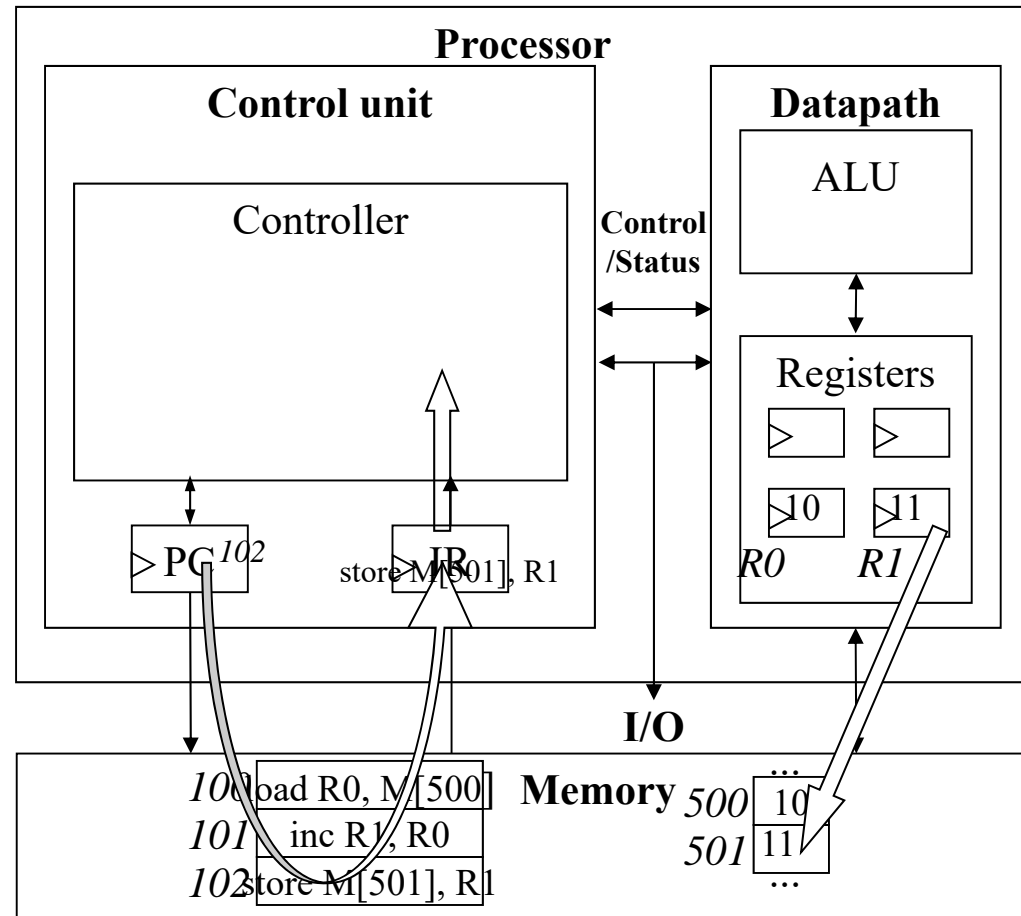 Processor
Control unit
Datapath
ALU
Controller
Control
/Status
Registers
10
11
R0
R1
PC
102
IR
store M[501], R1
I/O
Memory
100
load R0, M[500]
101
inc R1, R0
102
store M[501], R1
...
500
10
501
11
...